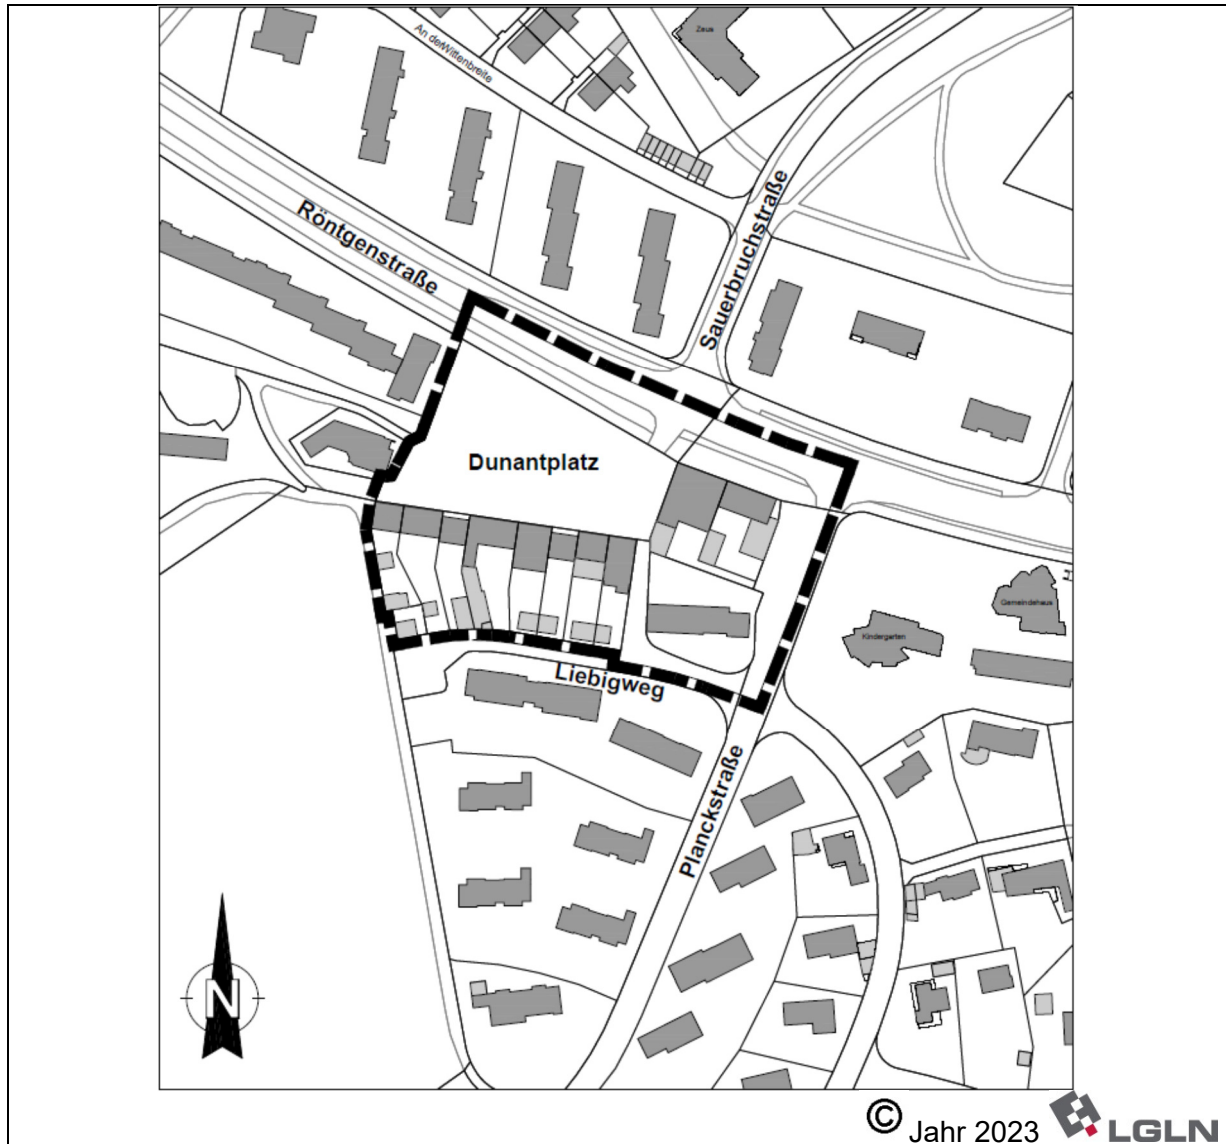 Zeus
An der Wittenbreite
Röntgenstraße
Sauerbruchstraße
Dunantplatz
Gemeindehaus
Kindergarten
Liebigweg
Planckstraße
N
© Jahr 2023 LGLN